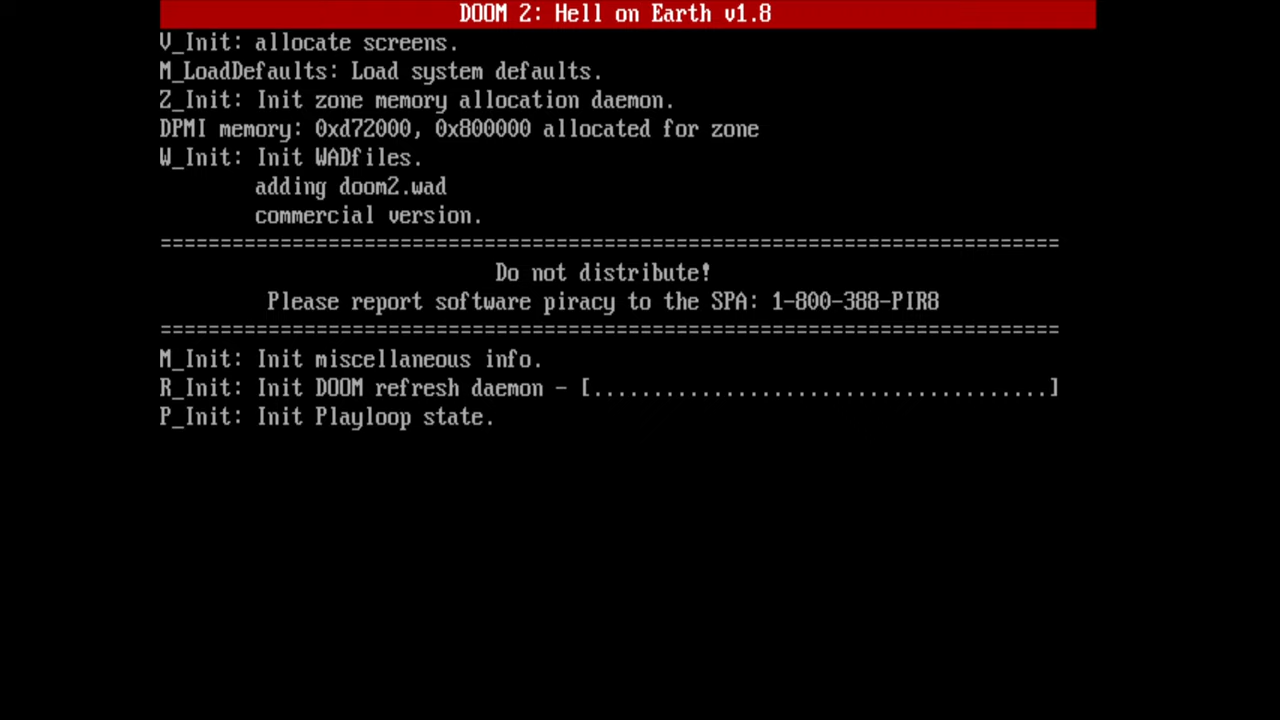 DOOM 2: Hell on Earth v1.8
V_Init: allocate screens.
M_LoadDefaults: Load system defaults.
Z_Init: Init zone memory allocation daemon.
DPMI memory: 0xd72000, 0x800000 allocated for zone
W_Init: Init WADfiles.
adding doom2.wad
commercial version.
===========================================================================
Do not distribute!
Please report software piracy to the SPA: 1-800-388-PIR8
===========================================================================
M_Init: Init miscellaneous info.
R_Init: Init DOOM refresh daemon - [......................................]
P_Init: Init Playloop state.